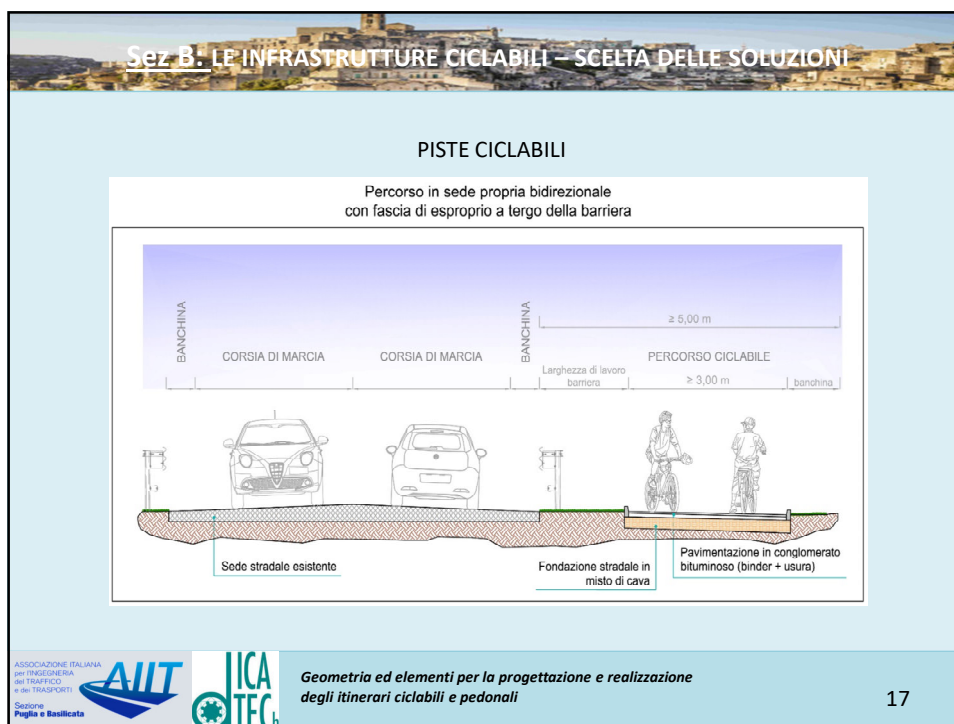 Sez B: LE INFRASTRUTTURE CICLABILI – SCELTA DELLE SOLUZIONI
PISTE CICLABILI
Percorso in sede propria bidirezionale
con fascia di esproprio a tergo della barriera
BANCHINA
CORSIA DI MARCIA
CORSIA DI MARCIA
BANCHINA
≥ 5,00 m
PERCORSO CICLABILE
Larghezza di lavoro
barriera
≥ 3,00 m
banchina
Sede stradale esistente
Fondazione stradale in
misto di cava
Pavimentazione in conglomerato
bituminoso (binder + usura)
ASSOCIAZIONE ITALIANA
per l'INGEGNERIA
del TRAFFICO
e dei TRASPORTI
Sezione
Puglia e Basilicata
AIIT
dICA
TECh
Geometria ed elementi per la progettazione e realizzazione
degli itinerari ciclabili e pedonali
17